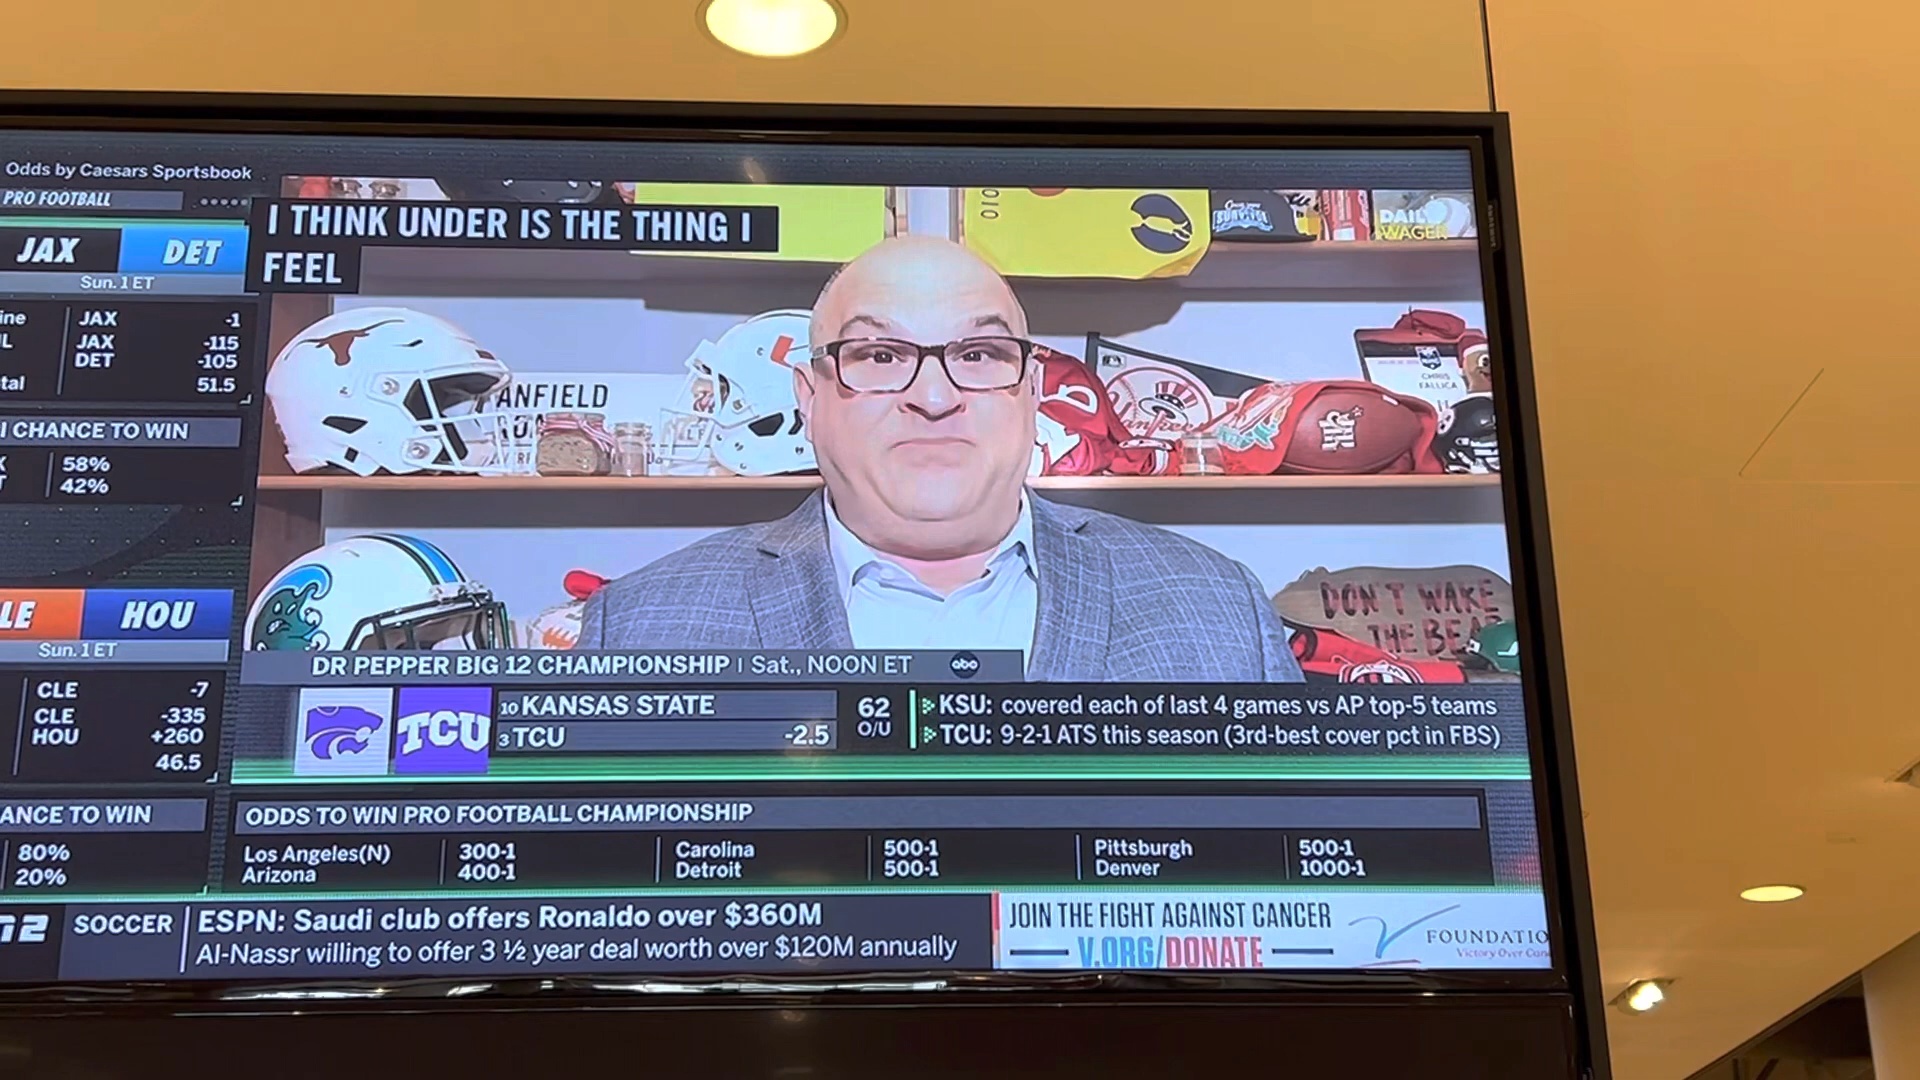 Odds by Caesars Sportsbook
PRO FOOTBALL
JAX DET
Sun. 1 ET
JAX -1
JAX -115
DET -105
51.5
CHANCE TO WIN
58%
42%
HOU
Sun. 1 ET
CLE -7
CLE -335
HOU +260
46.5
ANCE TO WIN
80%
20%
I THINK UNDER IS THE THING I
FEEL
DAILY
WAGER
ANFIELD
Yankees
CHRIS
FALLICA
DON'T WAKE
THE BEA
DR PEPPER BIG 12 CHAMPIONSHIP | Sat., NOON ET abc
10 KANSAS STATE
TCU
3 TCU -2.5
62
O/U
KSU: covered each of last 4 games vs AP top-5 teams
TCU: 9-2-1 ATS this season (3rd-best cover pct in FBS)
ODDS TO WIN PRO FOOTBALL CHAMPIONSHIP
Los Angeles(N) 300-1 Carolina 500-1 Pittsburgh 500-1
Arizona 400-1 Detroit 500-1 Denver 1000-1
SOCCER
ESPN: Saudi club offers Ronaldo over $360M
Al-Nassr willing to offer 3 ½ year deal worth over $120M annually
JOIN THE FIGHT AGAINST CANCER
V.ORG/DONATE
V FOUNDATIO
Victory Over Can